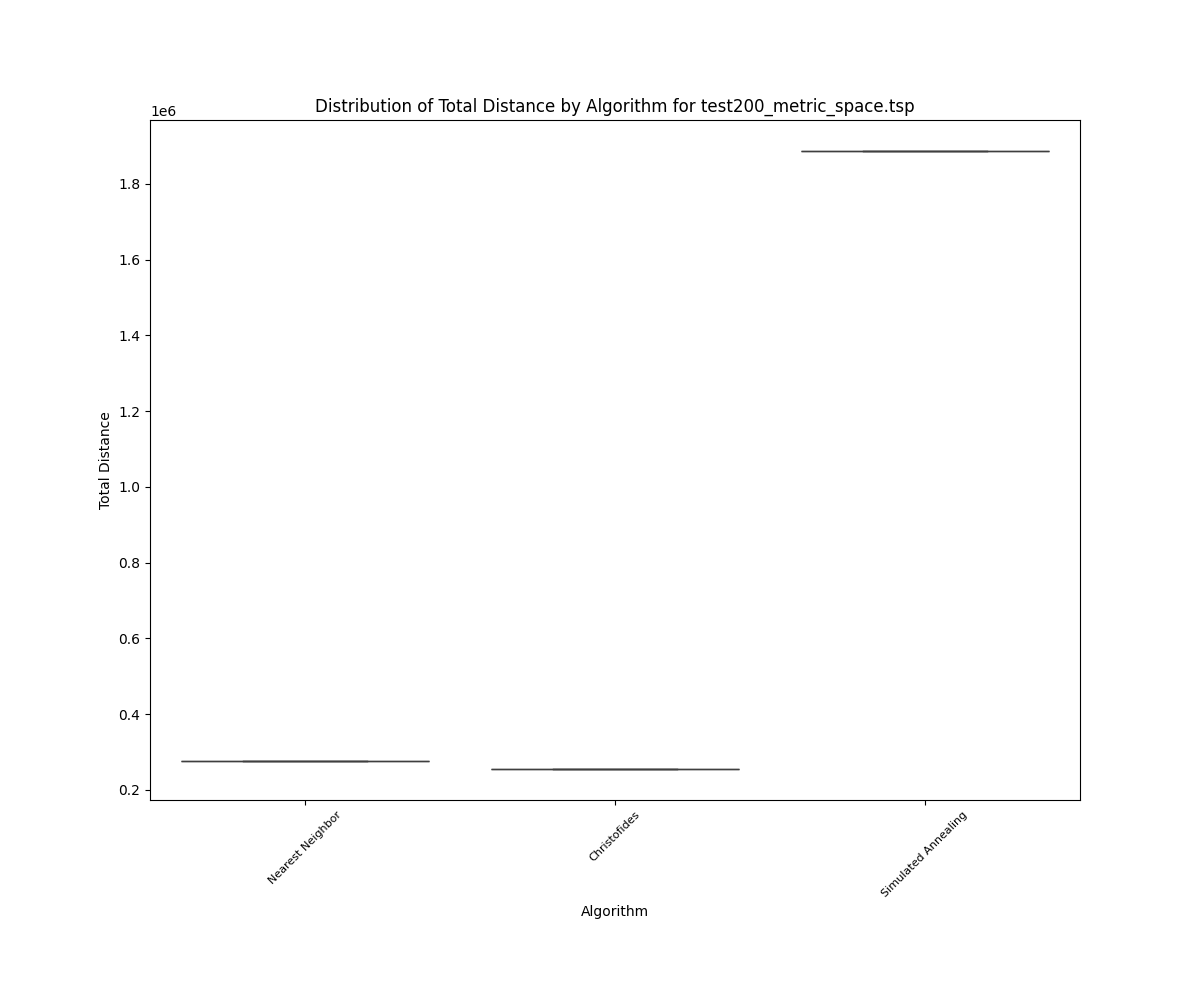 Distribution of Total Distance by Algorithm for test200_metric_space.tsp
1e6
1.8
1.6
1.4
1.2
1.0
0.8
0.6
0.4
0.2
Total Distance
Nearest Neighbor
Christofides
Simulated Annealing
Algorithm